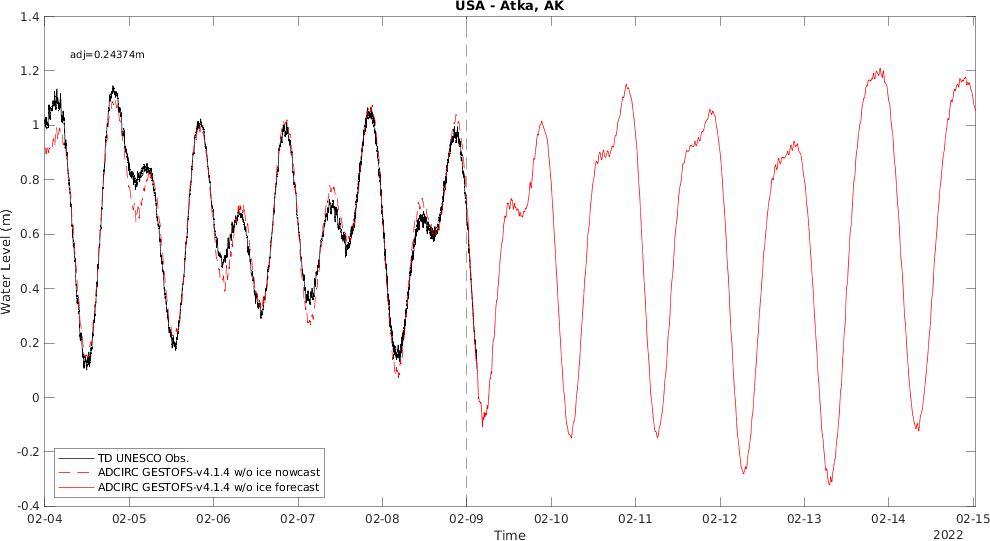 USA - Atka, AK
adj=0.24374m
1.4
1.2
1
0.8
0.6
0.4
0.2
0
-0.2
-0.4
Water Level (m)
TD UNESCO Obs.
ADCIRC GESTOFS-v4.1.4 w/o ice nowcast
ADCIRC GESTOFS-v4.1.4 w/o ice forecast
02-04 02-05 02-06 02-07 02-08 02-09 02-10 02-11 02-12 02-13 02-14 02-15
Time
2022